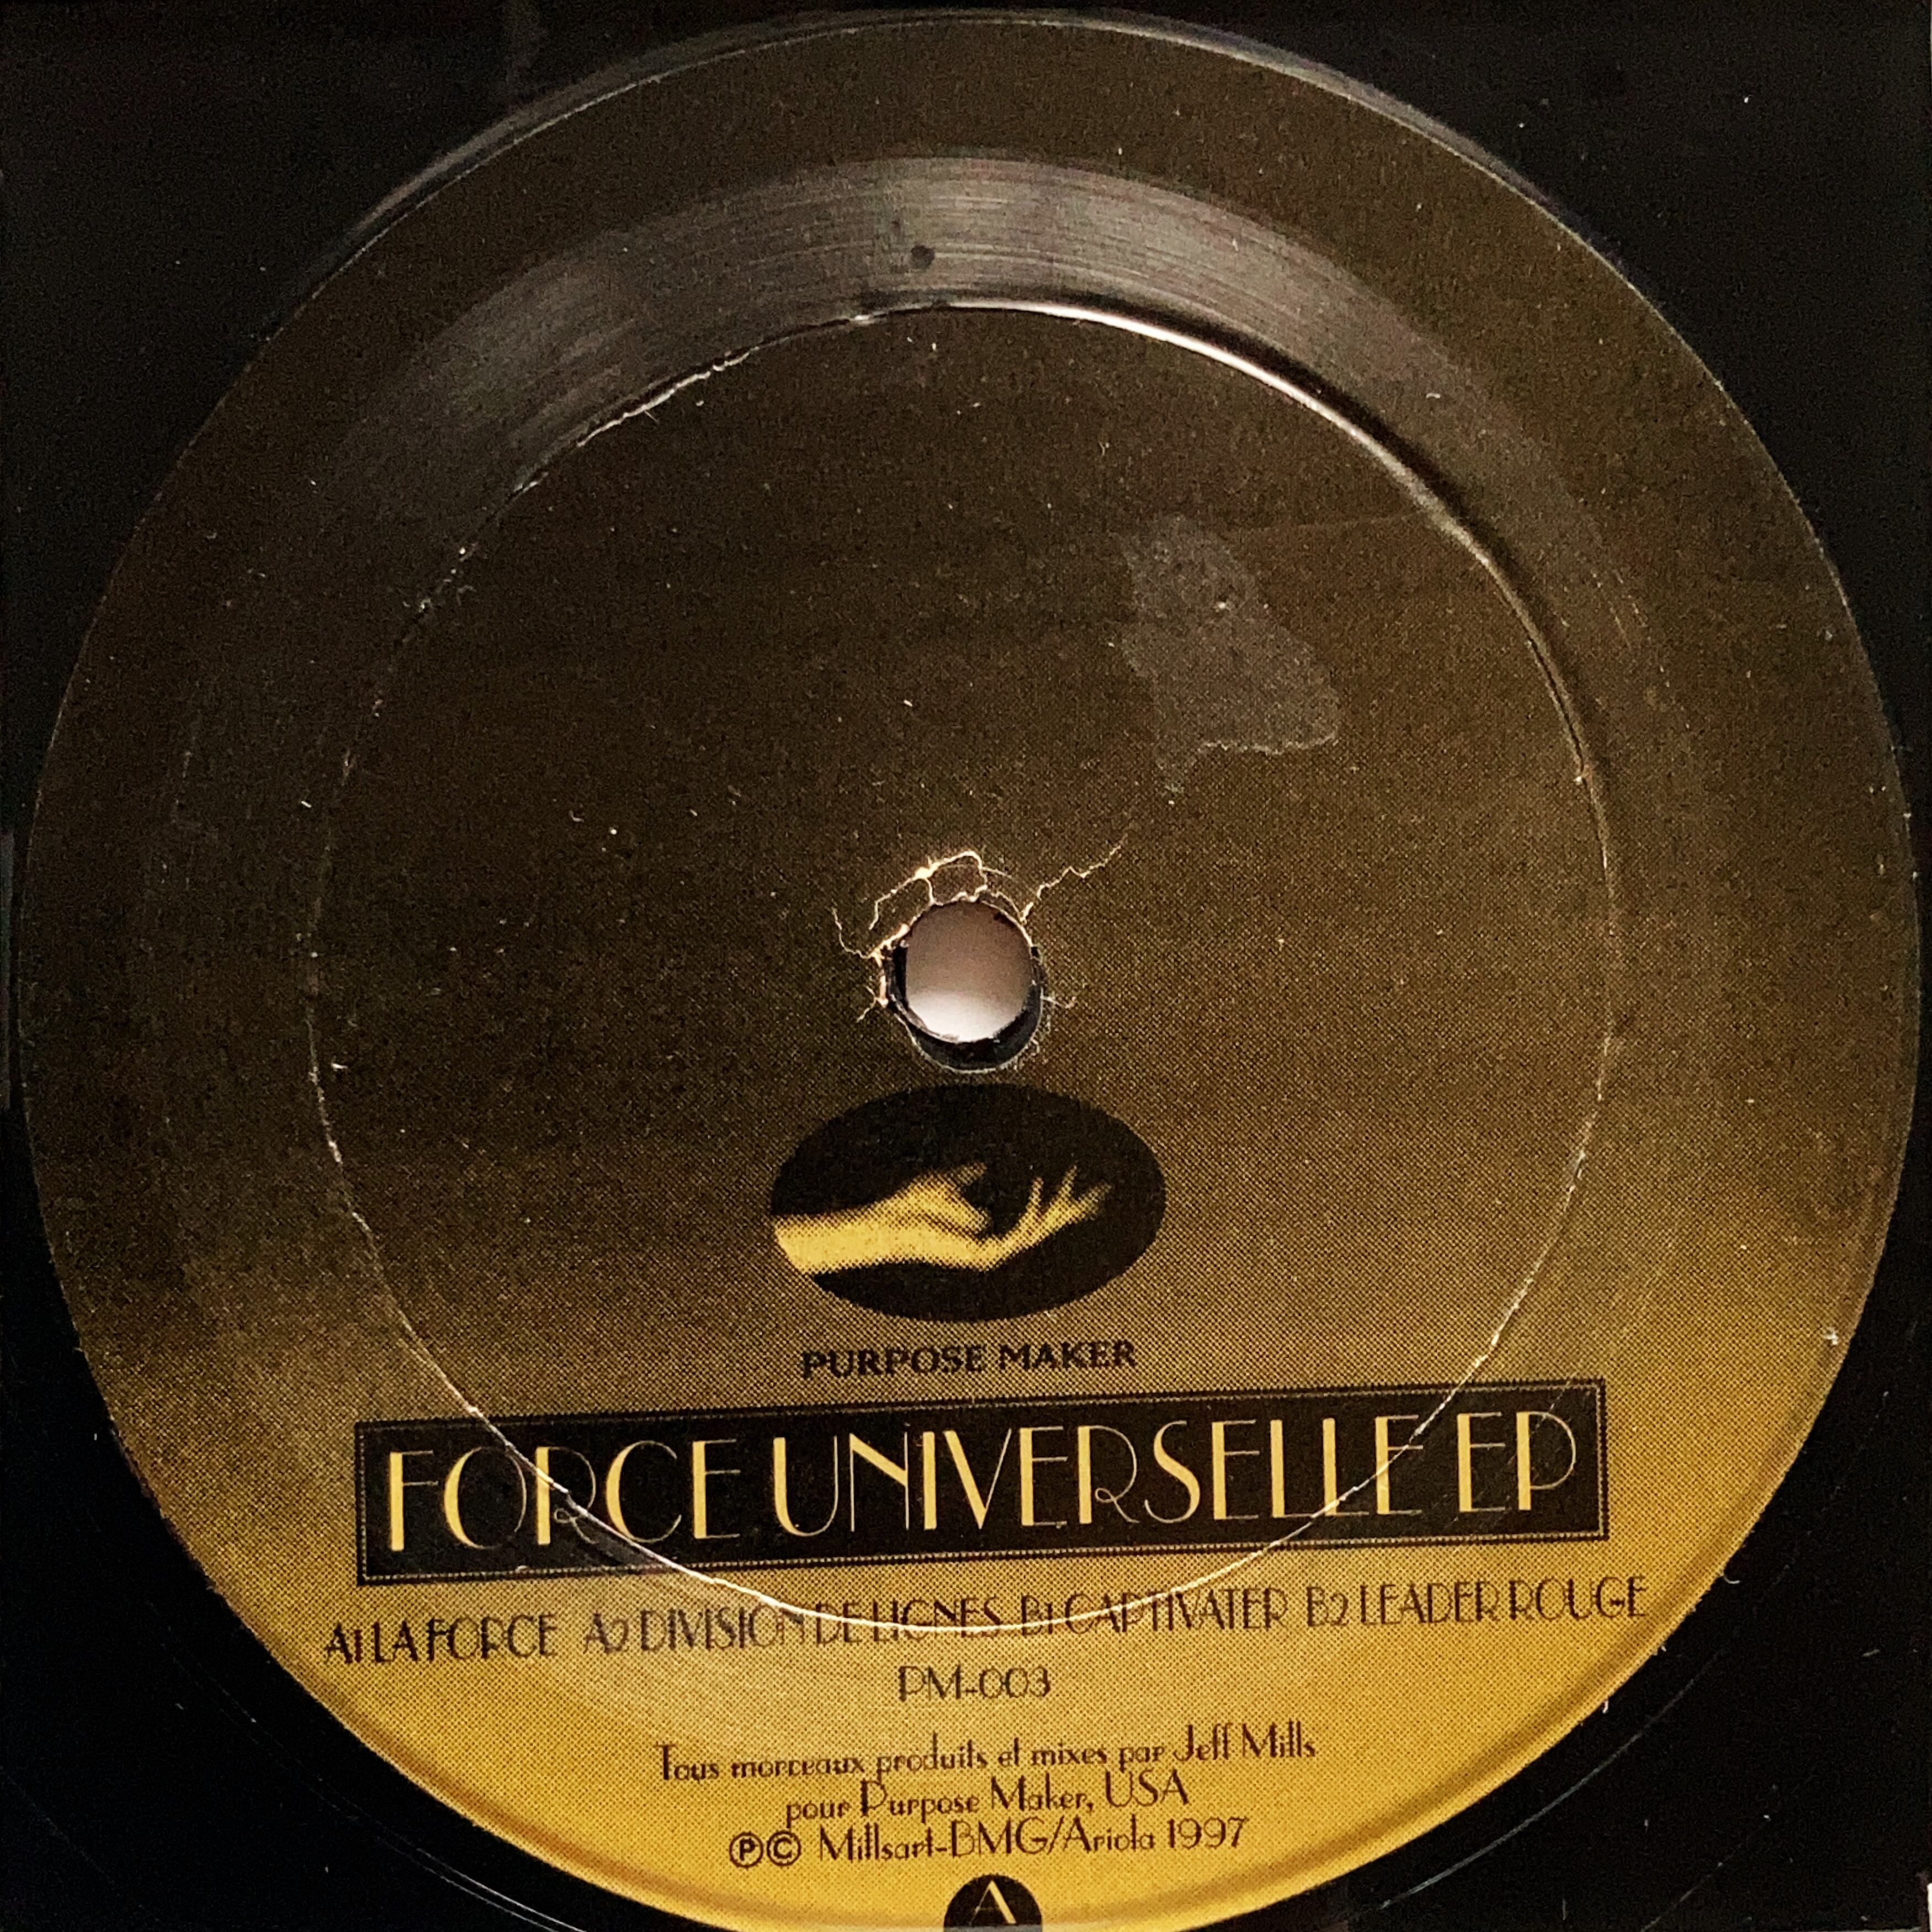 PURPOSE MAKER
FORCE UNIVERSELLE EP
A1 LA FORCE A2 DIVISION DE LIGNES B1 CAPTIVATER B2 LEADER ROUGE
PM-003
Tous morceaux produits et mixes par Jeff Mills
pour Purpose Maker, USA
℗© Millsart-BMG/Ariola 1997
A